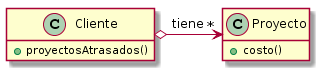 C Cliente
proyectosAtrasados()
tiene *
C Proyecto
costo()